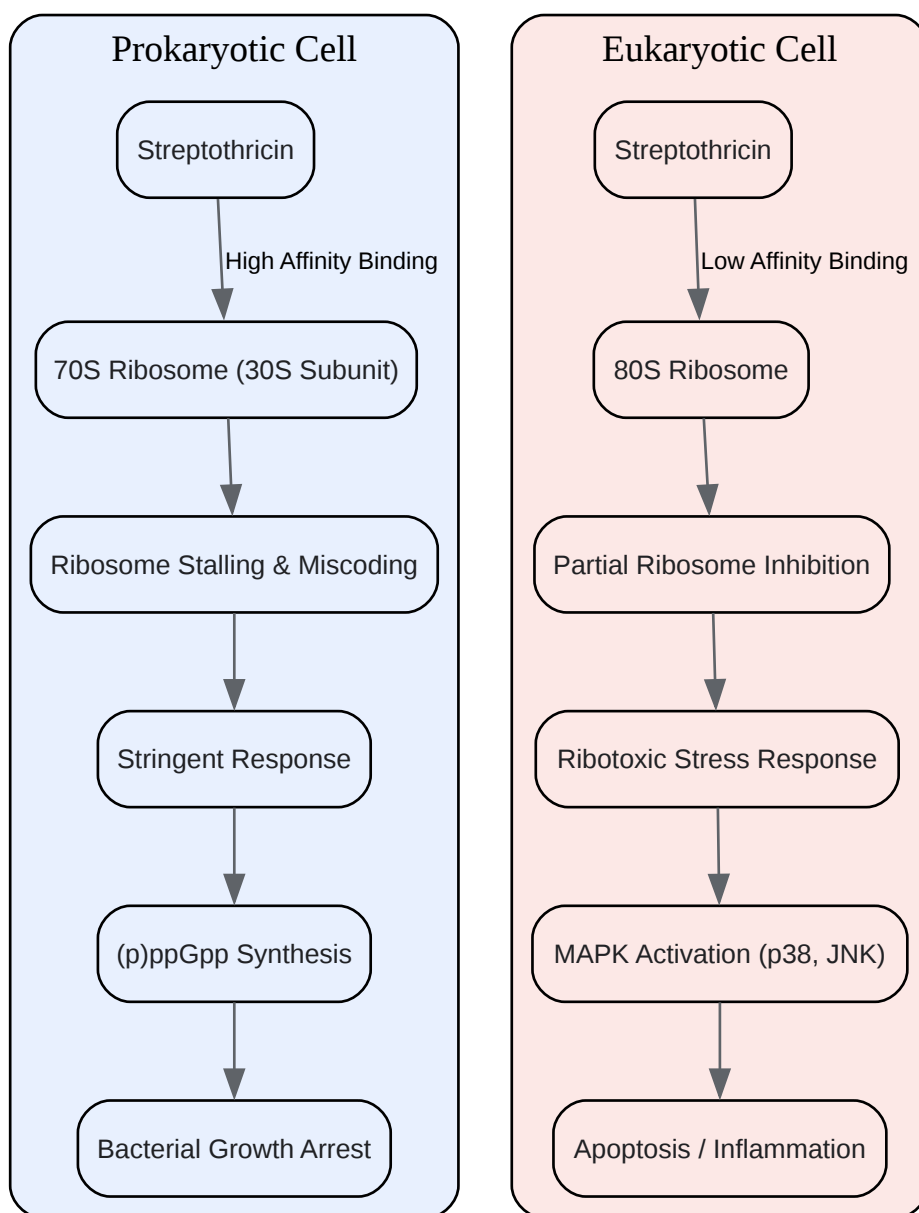 Prokaryotic Cell
Streptothricin
High Affinity Binding
70S Ribosome (30S Subunit)
Ribosome Stalling & Miscoding
Stringent Response
(p)ppGpp Synthesis
Bacterial Growth Arrest
Eukaryotic Cell
Streptothricin
Low Affinity Binding
80S Ribosome
Partial Ribosome Inhibition
Ribotoxic Stress Response
MAPK Activation (p38, JNK)
Apoptosis / Inflammation